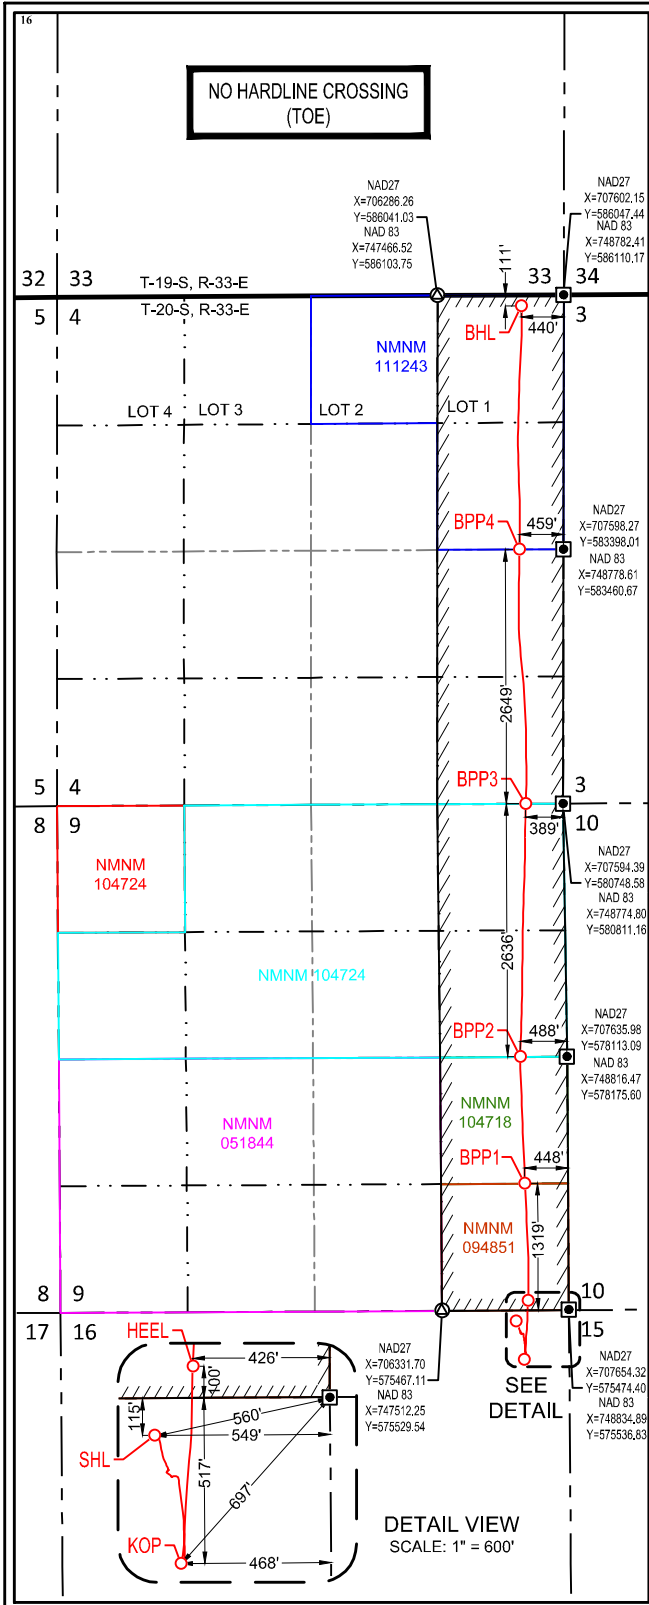 16
NO HARDLINE CROSSING
(TOE)
NAD27
X=706286.26
Y=586041.03
NAD 83
X=747466.52
Y=586103.75
NAD27
X=707602.15
Y=586047.44
NAD 83
X=748782.41
Y=586110.17
111'
32 33
T-19-S, R-33-E
33 34
5 4
T-20-S, R-33-E
3
BHL
440'
NMNM
111243
LOT 4
LOT 3
LOT 2
LOT 1
BPP4
459'
NAD27
X=707598.27
Y=583398.01
NAD 83
X=748778.61
Y=583460.67
2649'
5 4
BPP3
3
8 9
389'
10
NMNM
104724
NAD27
X=707594.39
Y=580748.58
NAD 83
X=748774.80
Y=580811.16
2636'
NMNM 104724
BPP2
488'
NAD27
X=707635.98
Y=578113.09
NAD 83
X=748816.47
Y=578175.60
NMNM
104718
NMNM
051844
BPP1
448'
NMNM
094851
1319'
8 9
10
17 16
15
HEEL
426'
100'
115'
560'
549'
SHL
517'
697'
KOP
468'
NAD27
X=706331.70
Y=575467.11
NAD 83
X=747512.25
Y=575529.54
SEE
DETAIL
NAD27
X=707654.32
Y=575474.40
NAD 83
X=748834.89
Y=575536.83
DETAIL VIEW
SCALE: 1" = 600'